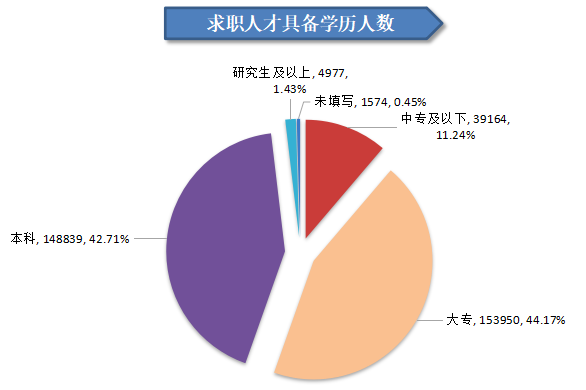 求职人才具备学历人数
研究生及以上, 4977,
1.43%
未填写, 1574, 0.45%
中专及以下, 39164,
11.24%
本科, 148839, 42.71%
大专, 153950, 44.17%